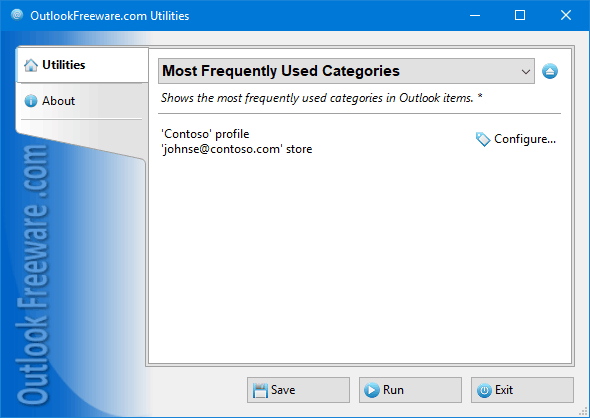 OutlookFreeware.com Utilities
Utilities
About
Most Frequently Used Categories
Shows the most frequently used categories in Outlook items. *
'Contoso' profile
'johnse@contoso.com' store
Configure...
Outlook Freeware .com
Save
Run
Exit